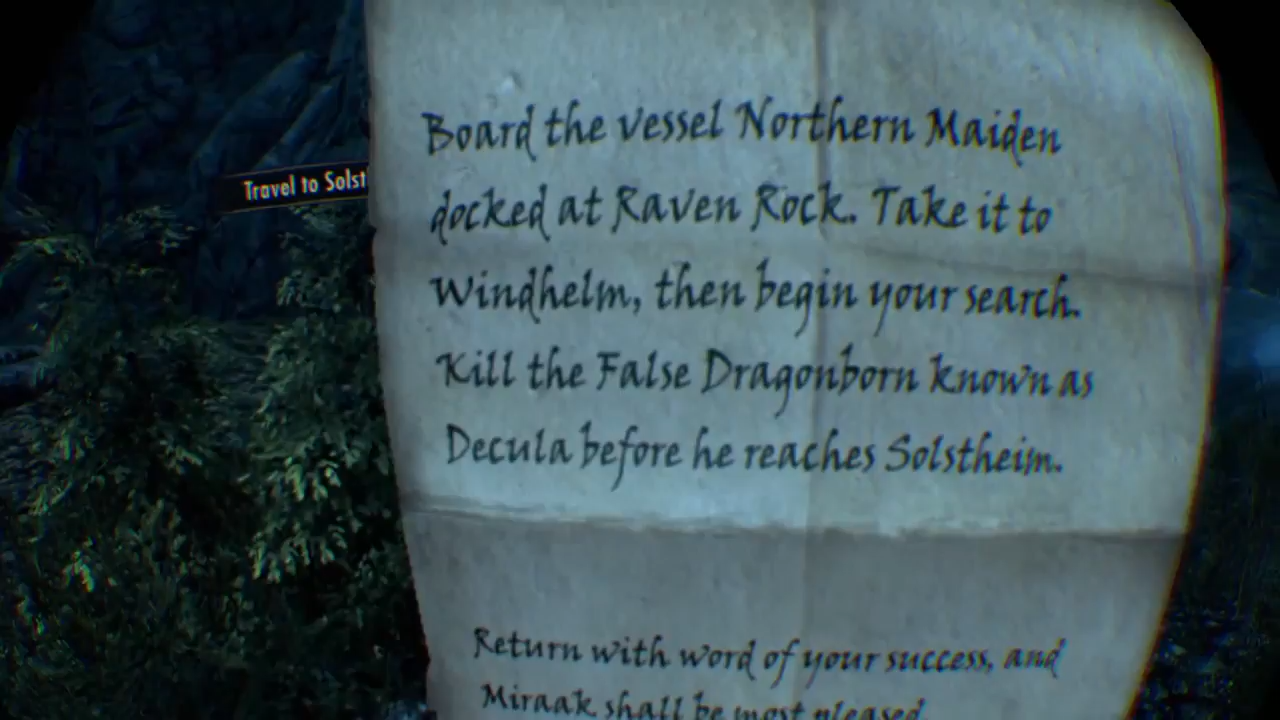 Board the vessel Northern Maiden
Travel to Solst
docked at Raven Rock. Take it to
Windhelm, then begin your search.
Kill the False Dragonborn known as
Decula before he reaches Solstheim.
Return with word of your success, and
Miraak shall be most pleased